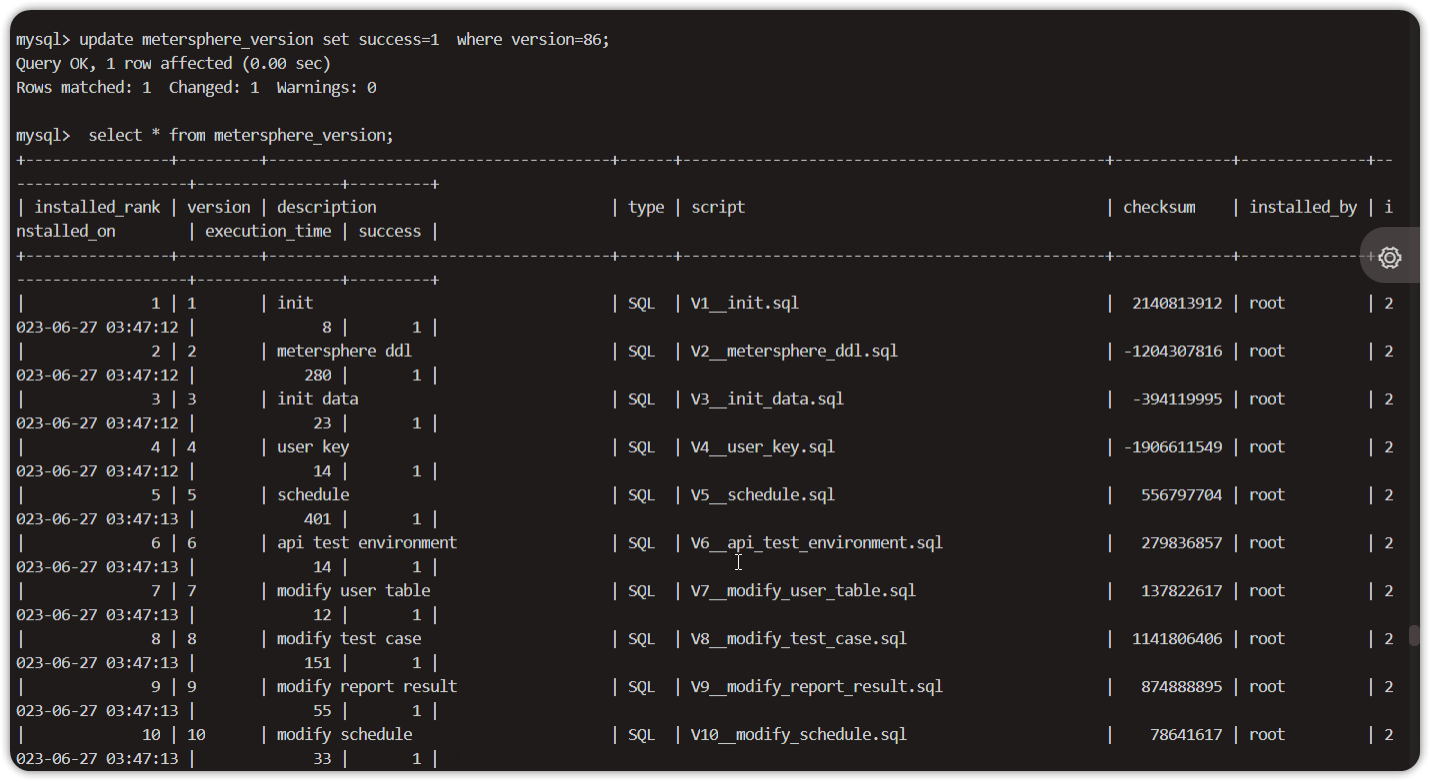 mysql> update metersphere_version set success=1  where version=86;
Query OK, 1 row affected (0.00 sec)
Rows matched: 1  Changed: 1  Warnings: 0
mysql>  select * from metersphere_version;
+----------------+---------+--------------------------------------+------+-----------------------------------------------+-------------+--------------+--
-------------------+----------------+---------+
| installed_rank | version | description                          | type | script                                        | checksum    | installed_by | i
nstalled_on        | execution_time | success |
+----------------+---------+--------------------------------------+------+-----------------------------------------------+-------------+--------------+
-------------------+----------------+---------+
|              1 | 1       | init                                 | SQL  | V1__init.sql                                  |  2140813912 | root         | 2
023-06-27 03:47:12 |              8 |       1 |
|              2 | 2       | metersphere ddl                      | SQL  | V2__metersphere_ddl.sql                       | -1204307816 | root         | 2
023-06-27 03:47:12 |            280 |       1 |
|              3 | 3       | init data                            | SQL  | V3__init_data.sql                             |  -394119995 | root         | 2
023-06-27 03:47:12 |             23 |       1 |
|              4 | 4       | user key                             | SQL  | V4__user_key.sql                              | -1906611549 | root         | 2
023-06-27 03:47:12 |             14 |       1 |
|              5 | 5       | schedule                             | SQL  | V5__schedule.sql                              |   556797704 | root         | 2
023-06-27 03:47:13 |            401 |       1 |
|              6 | 6       | api test environment                 | SQL  | V6__api_test_environment.sql                  |   279836857 | root         | 2
023-06-27 03:47:13 |             14 |       1 |
|              7 | 7       | modify user table                    | SQL  | V7__modify_user_table.sql                     |   137822617 | root         | 2
023-06-27 03:47:13 |             12 |       1 |
|              8 | 8       | modify test case                     | SQL  | V8__modify_test_case.sql                      |  1141806406 | root         | 2
023-06-27 03:47:13 |            151 |       1 |
|              9 | 9       | modify report result                 | SQL  | V9__modify_report_result.sql                  |   874888895 | root         | 2
023-06-27 03:47:13 |             55 |       1 |
|             10 | 10      | modify schedule                      | SQL  | V10__modify_schedule.sql                      |    78641617 | root         | 2
023-06-27 03:47:13 |             33 |       1 |